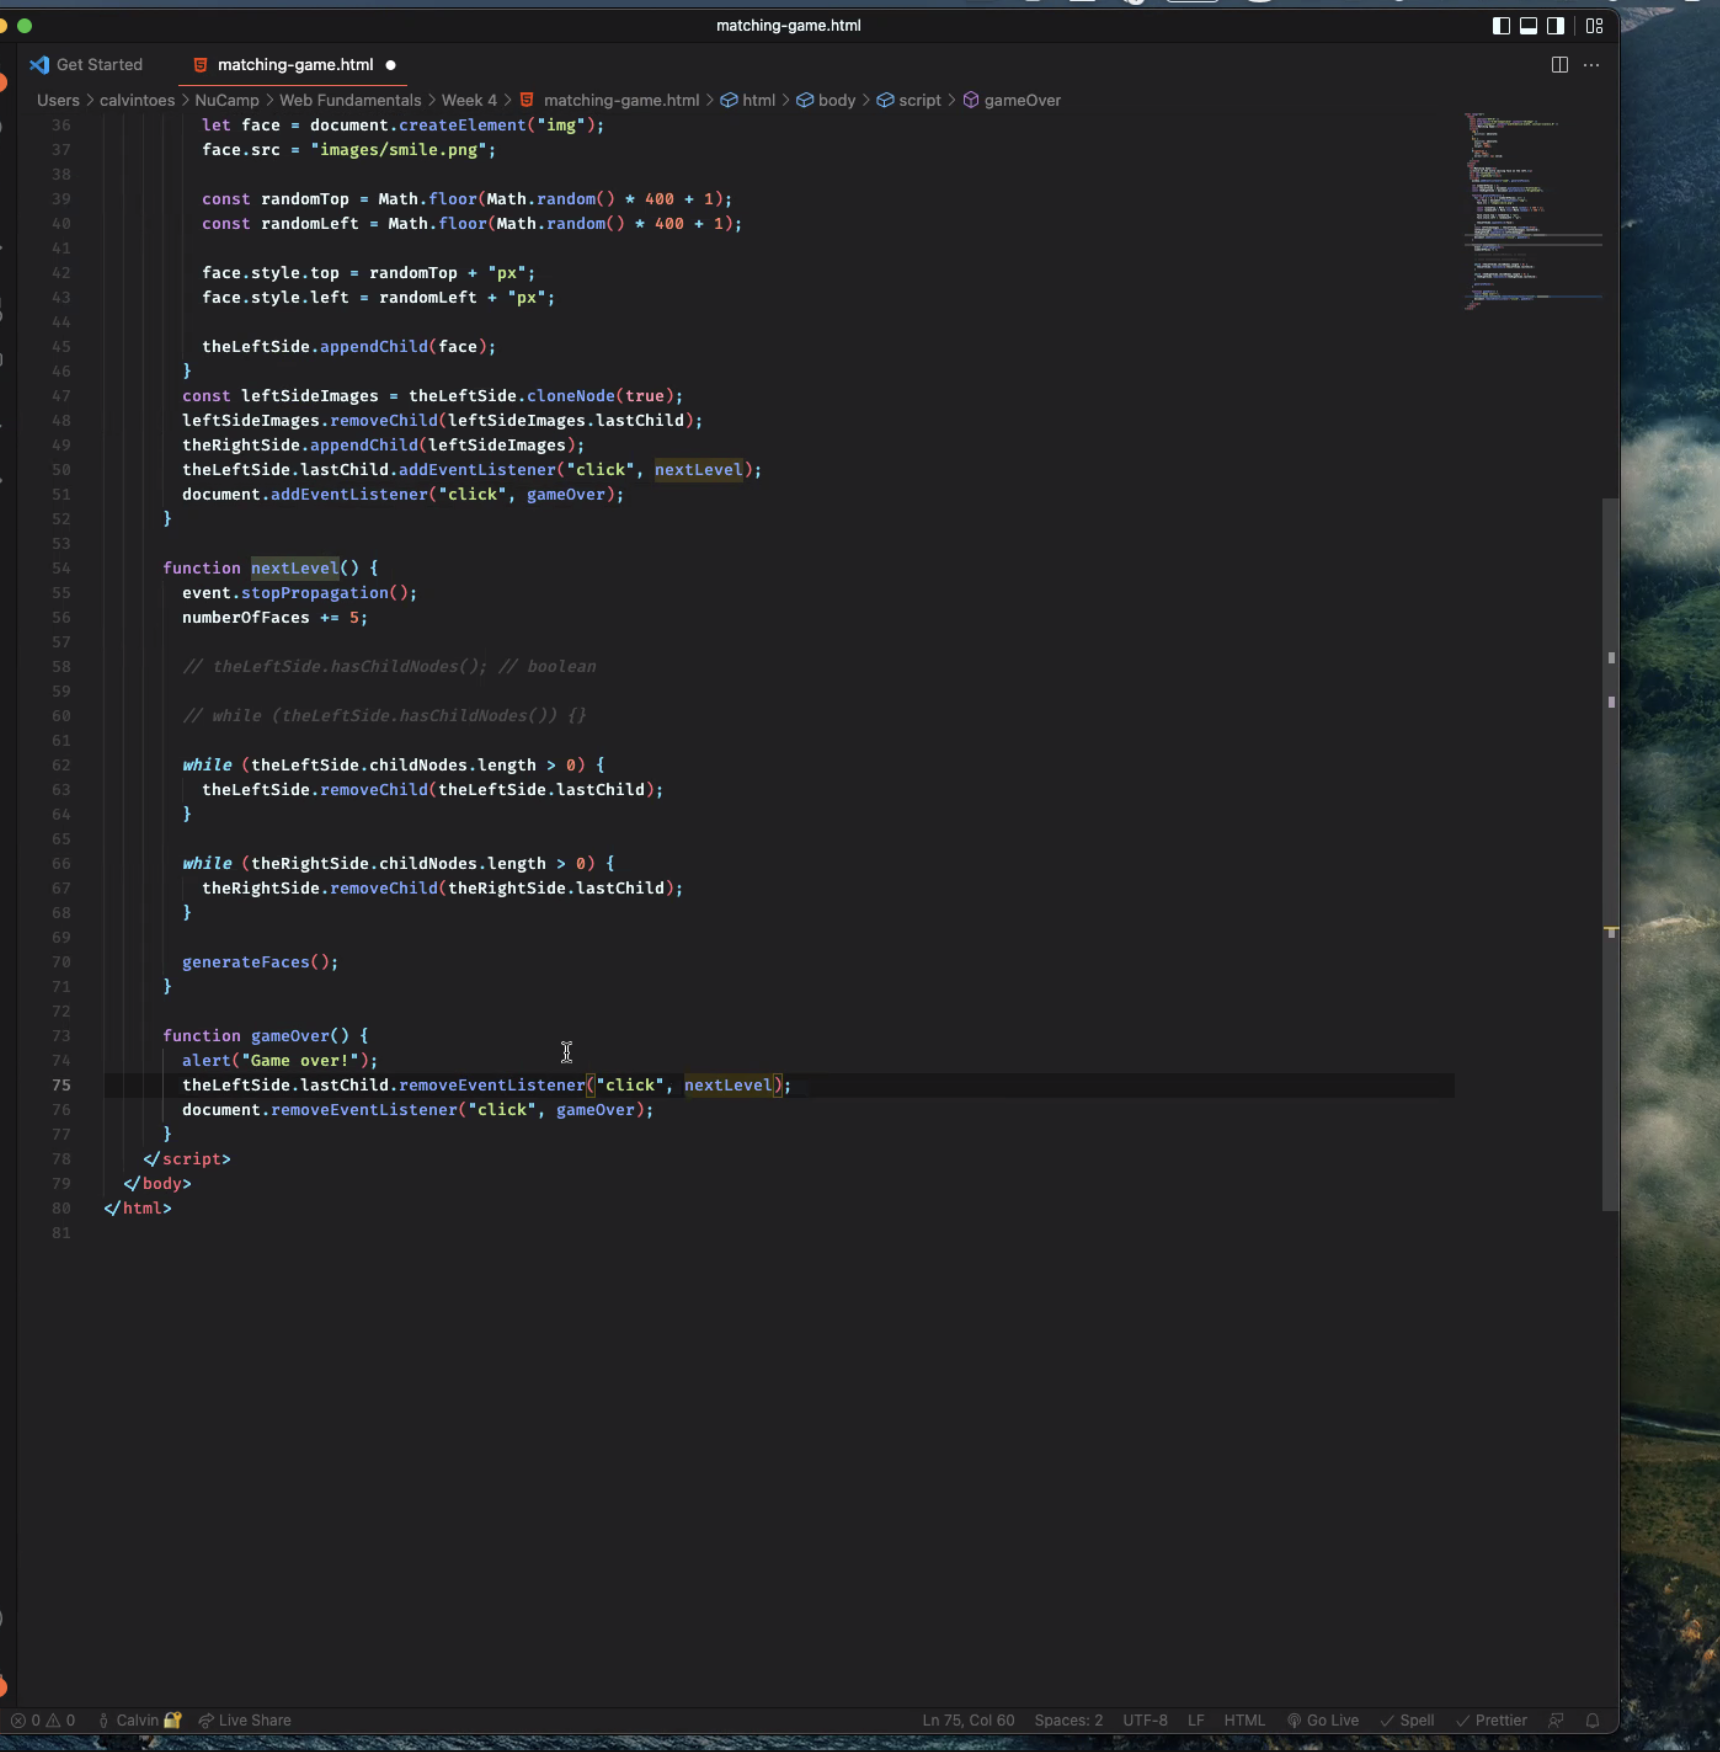 matching-game.html
Get Started
matching-game.html
Users > calvintoes > NuCamp > Web Fundamentals > Week 4 > matching-game.html > html > body > script > gameOver
36 let face = document.createElement("img");
37 face.src = "images/smile.png";
38
39 const randomTop = Math.floor(Math.random() * 400 + 1);
40 const randomLeft = Math.floor(Math.random() * 400 + 1);
41
42 face.style.top = randomTop + "px";
43 face.style.left = randomLeft + "px";
44
45 theLeftSide.appendChild(face);
46 }
47 const leftSideImages = theLeftSide.cloneNode(true);
48 leftSideImages.removeChild(leftSideImages.lastChild);
49 theRightSide.appendChild(leftSideImages);
50 theLeftSide.lastChild.addEventListener("click", nextLevel);
51 document.addEventListener("click", gameOver);
52 }
53
54 function nextLevel() {
55 event.stopPropagation();
56 numberOfFaces += 5;
57
58 // theLeftSide.hasChildNodes(); // boolean
59
60 // while (theLeftSide.hasChildNodes()) {}
61
62 while (theLeftSide.childNodes.length > 0) {
63 theLeftSide.removeChild(theLeftSide.lastChild);
64 }
65
66 while (theRightSide.childNodes.length > 0) {
67 theRightSide.removeChild(theRightSide.lastChild);
68 }
69
70 generateFaces();
71 }
72
73 function gameOver() {
74 alert("Game over!");
75 theLeftSide.lastChild.removeEventListener("click", nextLevel);
76 document.removeEventListener("click", gameOver);
77 }
78 </script>
79 </body>
80 </html>
81
0 0 Calvin Live Share Ln 75, Col 60 Spaces: 2 UTF-8 LF HTML Go Live Spell Prettier